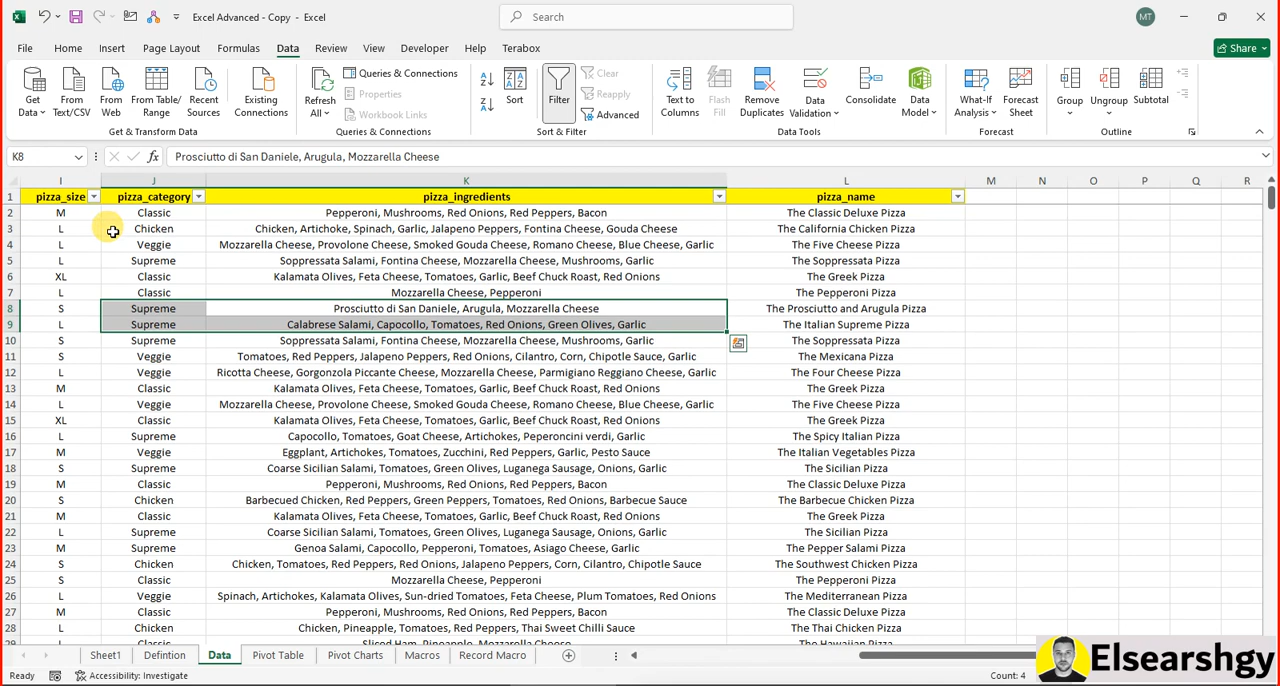 Excel Advanced - Copy - Excel
Search
MT
File Home Insert Page Layout Formulas Data Review View Developer Help Terabox
Share
Get Data
From Text/CSV
From Web
From Table/ Range
Recent Sources
Existing Connections
Refresh All
Queries & Connections
Properties
Workbook Links
Sort
Filter
Clear
Reapply
Advanced
Text to Columns
Flash Fill
Remove Duplicates
Data Validation
Consolidate
Data Model
What-If Analysis
Forecast Sheet
Group
Ungroup
Subtotal
Get & Transform Data
Queries & Connections
Sort & Filter
Data Tools
Forecast
Outline
K8
fx
Prosciutto di San Daniele, Arugula, Mozzarella Cheese
I J K L M N O P Q R
1 pizza_size pizza_category pizza_ingredients pizza_name
2 M Classic Pepperoni, Mushrooms, Red Onions, Red Peppers, Bacon The Classic Deluxe Pizza
3 L Chicken Chicken, Artichoke, Spinach, Garlic, Jalapeno Peppers, Fontina Cheese, Gouda Cheese The California Chicken Pizza
4 L Veggie Mozzarella Cheese, Provolone Cheese, Smoked Gouda Cheese, Romano Cheese, Blue Cheese, Garlic The Five Cheese Pizza
5 L Supreme Soppressata Salami, Fontina Cheese, Mozzarella Cheese, Mushrooms, Garlic The Soppressata Pizza
6 XL Classic Kalamata Olives, Feta Cheese, Tomatoes, Garlic, Beef Chuck Roast, Red Onions The Greek Pizza
7 L Classic Mozzarella Cheese, Pepperoni The Pepperoni Pizza
8 S Supreme Prosciutto di San Daniele, Arugula, Mozzarella Cheese The Prosciutto and Arugula Pizza
9 L Supreme Calabrese Salami, Capocollo, Tomatoes, Red Onions, Green Olives, Garlic The Italian Supreme Pizza
10 S Supreme Soppressata Salami, Fontina Cheese, Mozzarella Cheese, Mushrooms, Garlic The Soppressata Pizza
11 S Veggie Tomatoes, Red Peppers, Jalapeno Peppers, Red Onions, Cilantro, Corn, Chipotle Sauce, Garlic The Mexicana Pizza
12 L Veggie Ricotta Cheese, Gorgonzola Piccante Cheese, Mozzarella Cheese, Parmigiano Reggiano Cheese, Garlic The Four Cheese Pizza
13 M Classic Kalamata Olives, Feta Cheese, Tomatoes, Garlic, Beef Chuck Roast, Red Onions The Greek Pizza
14 L Veggie Mozzarella Cheese, Provolone Cheese, Smoked Gouda Cheese, Romano Cheese, Blue Cheese, Garlic The Five Cheese Pizza
15 XL Classic Kalamata Olives, Feta Cheese, Tomatoes, Garlic, Beef Chuck Roast, Red Onions The Greek Pizza
16 L Supreme Capocollo, Tomatoes, Goat Cheese, Artichokes, Peperoncini verdi, Garlic The Spicy Italian Pizza
17 M Veggie Eggplant, Artichokes, Tomatoes, Zucchini, Red Peppers, Garlic, Pesto Sauce The Italian Vegetables Pizza
18 S Supreme Coarse Sicilian Salami, Tomatoes, Green Olives, Luganega Sausage, Onions, Garlic The Sicilian Pizza
19 M Classic Pepperoni, Mushrooms, Red Onions, Red Peppers, Bacon The Classic Deluxe Pizza
20 S Chicken Barbecued Chicken, Red Peppers, Green Peppers, Tomatoes, Red Onions, Barbecue Sauce The Barbecue Chicken Pizza
21 M Classic Kalamata Olives, Feta Cheese, Tomatoes, Garlic, Beef Chuck Roast, Red Onions The Greek Pizza
22 L Supreme Coarse Sicilian Salami, Tomatoes, Green Olives, Luganega Sausage, Onions, Garlic The Sicilian Pizza
23 M Supreme Genoa Salami, Capocollo, Pepperoni, Tomatoes, Asiago Cheese, Garlic The Pepper Salami Pizza
24 S Chicken Chicken, Tomatoes, Red Peppers, Red Onions, Jalapeno Peppers, Corn, Cilantro, Chipotle Sauce The Southwest Chicken Pizza
25 S Classic Mozzarella Cheese, Pepperoni The Pepperoni Pizza
26 L Veggie Spinach, Artichokes, Kalamata Olives, Sun-dried Tomatoes, Feta Cheese, Plum Tomatoes, Red Onions The Mediterranean Pizza
27 M Classic Pepperoni, Mushrooms, Red Onions, Red Peppers, Bacon The Classic Deluxe Pizza
28 L Chicken Chicken, Pineapple, Tomatoes, Red Peppers, Thai Sweet Chilli Sauce The Thai Chicken Pizza
29 L Classic Sliced Ham, Pineapple, Mozzarella Cheese The Hawaiian Pizza
Sheet1 Defintion Data Pivot Table Pivot Charts Macros Record Macro
Ready
Accessibility: Investigate
Count: 4
Elsearshgy